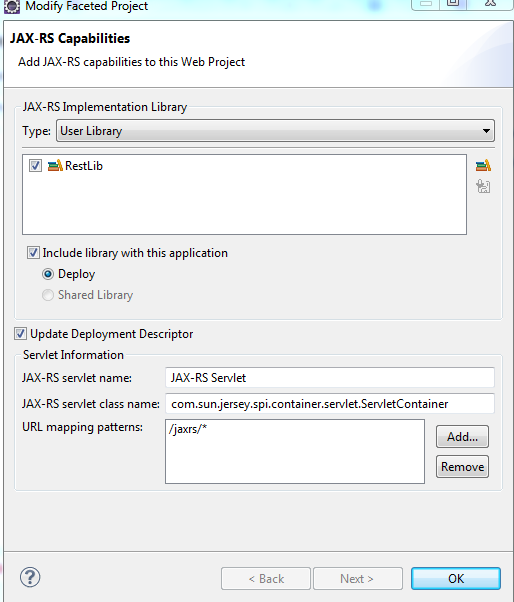 Modify Faceted Project
JAX-RS Capabilities
Add JAX-RS capabilities to this Web Project
JAX-RS Implementation Library
Type: User Library
RestLib
Include library with this application
Deploy
Shared Library
Update Deployment Descriptor
Servlet Information
JAX-RS servlet name: JAX-RS Servlet
JAX-RS servlet class name: com.sun.jersey.spi.container.servlet.ServletContainer
URL mapping patterns: /jaxrs/* Add...
Remove
? < Back Next > OK